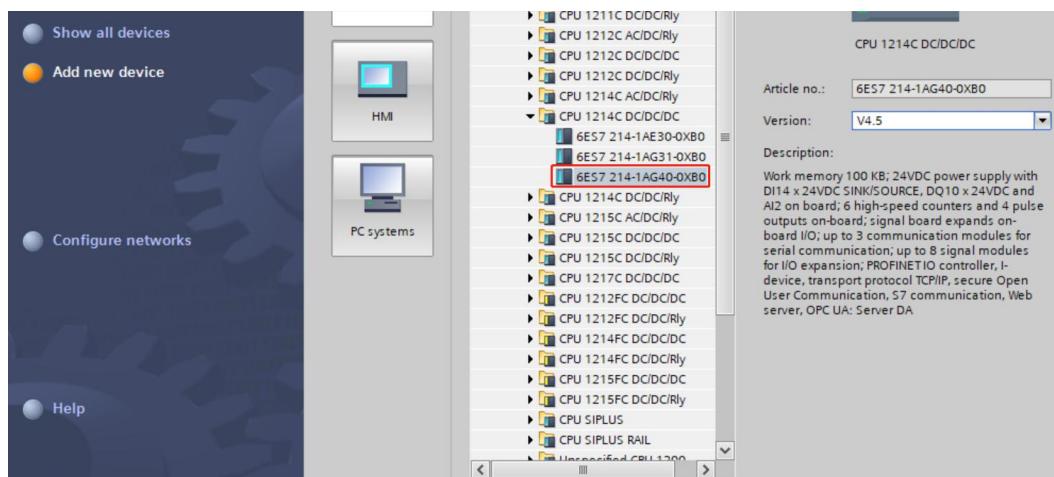 Show all devices
Add new device
Configure networks
Help
HMI
PC systems
CPU 1211C DC/DC/Rly
CPU 1212C AC/DC/Rly
CPU 1212C DC/DC/DC
CPU 1212C DC/DC/Rly
CPU 1214C AC/DC/Rly
CPU 1214C DC/DC/DC
6ES7 214-1AE30-0XB0
6ES7 214-1AG31-0XB0
6ES7 214-1AG40-0XB0
CPU 1214C DC/DC/Rly
CPU 1215C AC/DC/Rly
CPU 1215C DC/DC/DC
CPU 1215C DC/DC/Rly
CPU 1217C DC/DC/DC
CPU 1212FC DC/DC/DC
CPU 1212FC DC/DC/Rly
CPU 1214FC DC/DC/DC
CPU 1214FC DC/DC/Rly
CPU 1215FC DC/DC/DC
CPU 1215FC DC/DC/Rly
CPU SIPLUS
CPU SIPLUS RAIL
Unspecified CPU 1200
CPU 1214C DC/DC/DC
Article no.: 6ES7 214-1AG40-0XB0
Version: V4.5
Description:
Work memory 100 KB; 24VDC power supply with
DI14 x 24VDC SINK/SOURCE, DQ10 x 24VDC and
AI2 on board; 6 high-speed counters and 4 pulse
outputs on-board; signal board expands on-
board I/O; up to 3 communication modules for
serial communication; up to 8 signal modules
for I/O expansion; PROFINET IO controller, I-
device, transport protocol TCP/IP, secure Open
User Communication, S7 communication, Web
server, OPC UA: Server DA